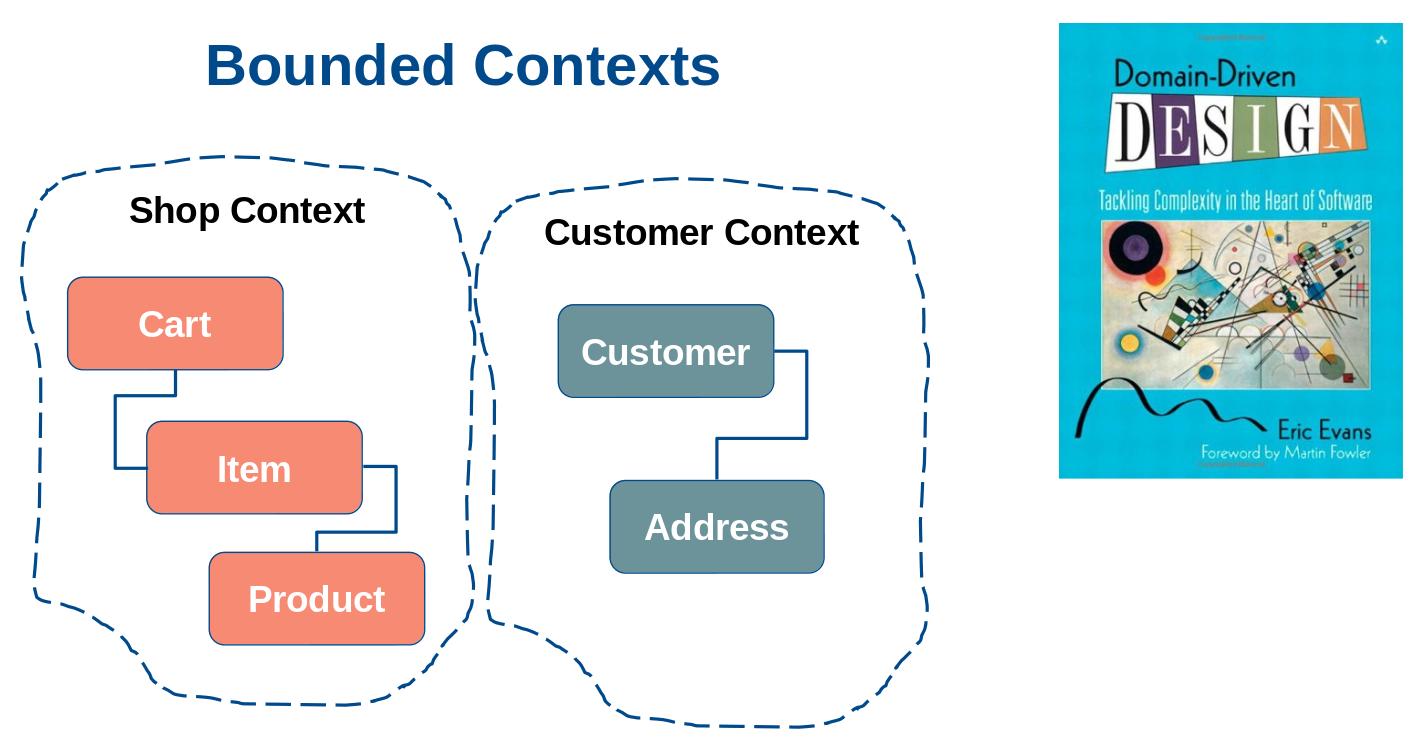 Bounded Contexts
Shop Context
Cart
Item
Product
Customer Context
Customer
Address
Domain-Driven
DESIGN
Tackling Complexity in the Heart of Software
Eric Evans
Foreword by Martin Fowler